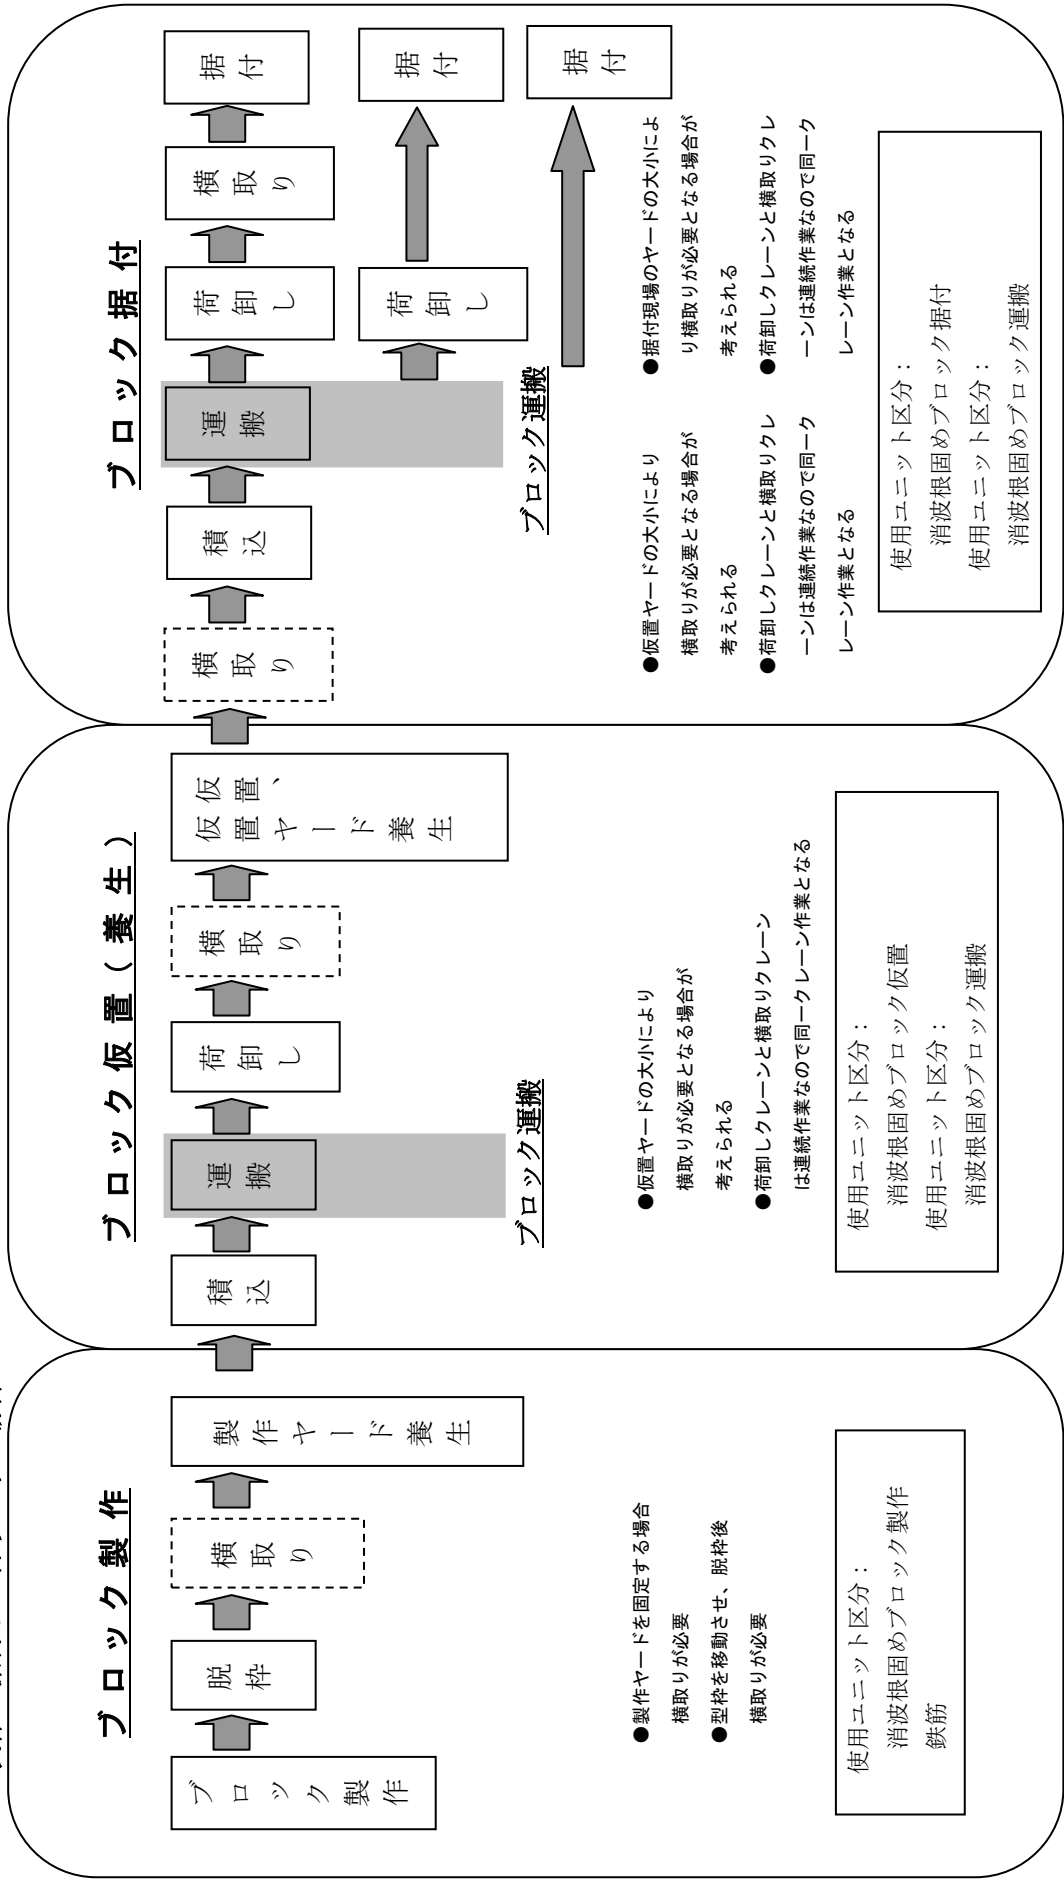 ブロック製作
ブロック製作
脱枠
横取り
製作ヤード養生
●製作ヤードを固定する場合
横取りが必要
●型枠を移動させ、脱枠後
横取りが必要
使用ユニット区分：
消波根固めブロック製作
鉄筋
ブロック仮置（養生）
積込
運搬
荷卸し
横取り
仮置、
仮置ヤード養生
ブロック運搬
●仮置ヤードの大小により
横取りが必要となる場合が
考えられる
●荷卸しクレーンと横取りクレーン
は連続作業なので同一クレーン作業となる
使用ユニット区分：
消波根固めブロック仮置
使用ユニット区分：
消波根固めブロック運搬
ブロック据付
横取り
積込
運搬
荷卸し
横取り
据付
荷卸し
据付
据付
ブロック運搬
●仮置ヤードの大小により
横取りが必要となる場合が
考えられる
●荷卸しクレーンと横取りクレ
ーンは連続作業なので同一ク
レーン作業となる
●据付現場のヤードの大小によ
り横取りが必要となる場合が
考えられる
●荷卸しクレーンと横取りクレ
ーンは連続作業なので同一ク
レーン作業となる
使用ユニット区分：
消波根固めブロック据付
使用ユニット区分：
消波根固めブロック運搬